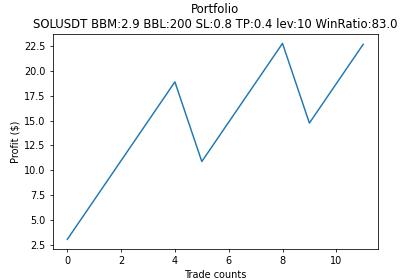 Portfolio
SOLUSDT BBM:2.9 BBL:200 SL:0.8 TP:0.4 lev:10 WinRatio:83.0
22.5
20.0
17.5
15.0
12.5
10.0
7.5
5.0
2.5
Profit ($)
0 2 4 6 8 10
Trade counts